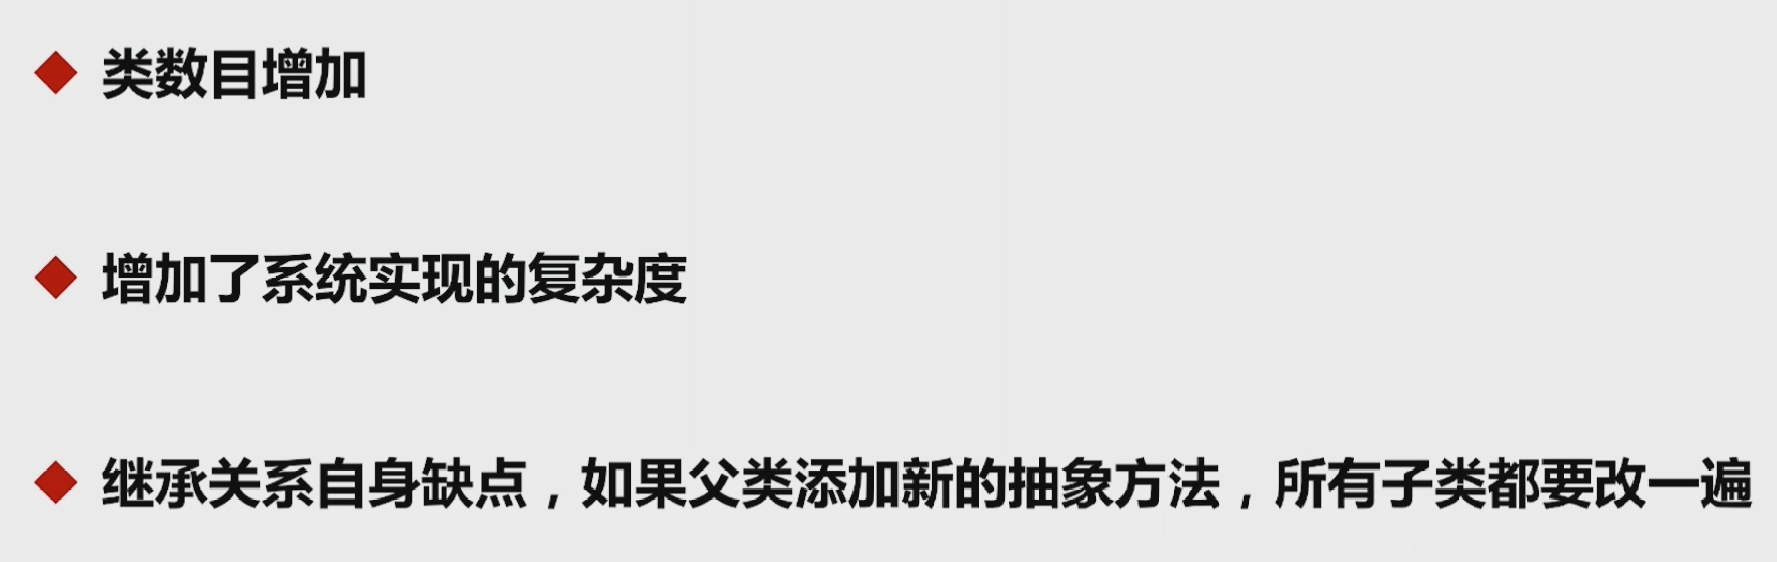 类数目增加
增加了系统实现的复杂度
继承关系自身缺点，如果父类添加新的抽象方法，所有子类都要改一遍